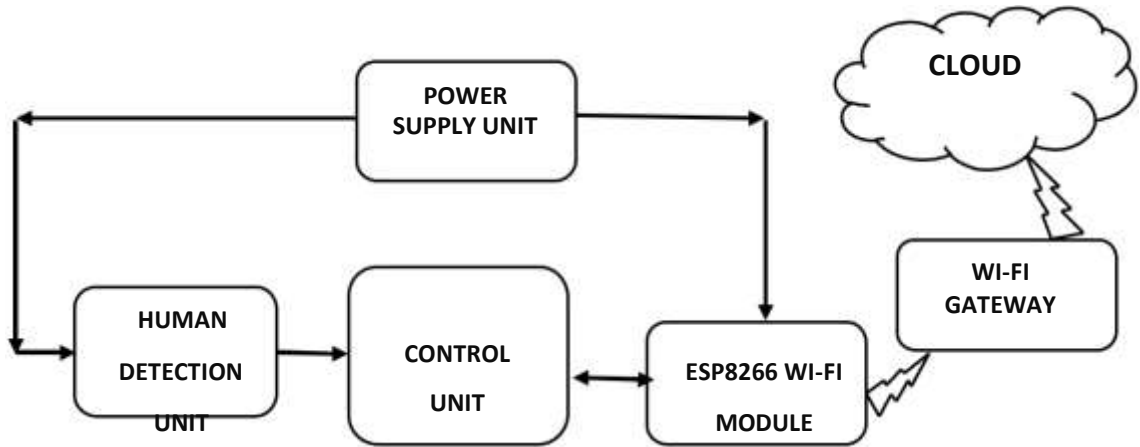 POWER
SUPPLY UNIT
CLOUD
WI-FI
GATEWAY
HUMAN
DETECTION
UNIT
CONTROL
UNIT
ESP8266 WI-FI
MODULE